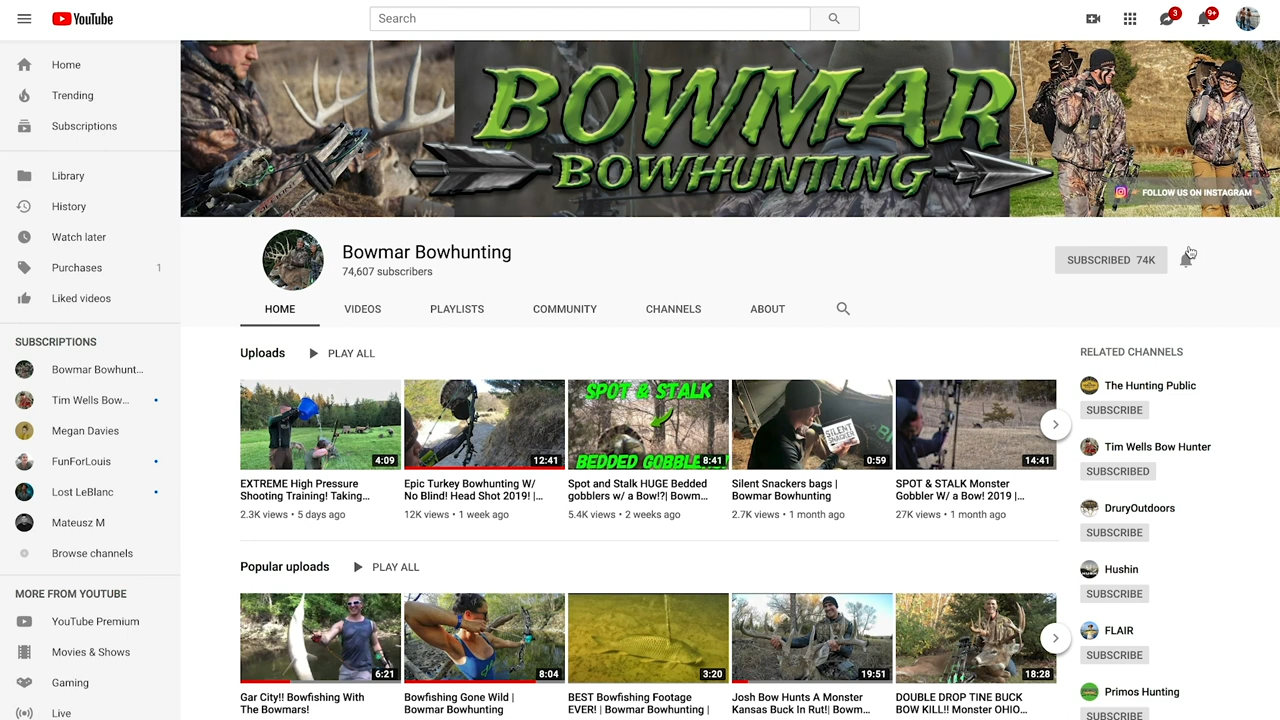 YouTube
Search
3
9+
Home
Trending
Subscriptions
Library
History
Watch later
Purchases 1
Liked videos
SUBSCRIPTIONS
Bowmar Bowhunt...
Tim Wells Bow...
Megan Davies
FunForLouis
Lost LeBlanc
Mateusz M
Browse channels
MORE FROM YOUTUBE
YouTube Premium
Movies & Shows
Gaming
Live
BOWMAR
BOWHUNTING
FOLLOW US ON INSTAGRAM
Bowmar Bowhunting
74,607 subscribers
SUBSCRIBED 74K
HOME VIDEOS PLAYLISTS COMMUNITY CHANNELS ABOUT
Uploads PLAY ALL
4:09
EXTREME High Pressure
Shooting Training! Taking...
2.3K views • 5 days ago
12:41
Epic Turkey Bowhunting W/
No Blind! Head Shot 2019! |...
12K views • 1 week ago
SPOT & STALK
BEDDED GOBBLERS
8:41
Spot and Stalk HUGE Bedded
gobblers w/ a Bow!?| Bowm...
5.4K views • 2 weeks ago
SILENT
SNACKER
0:59
Silent Snackers bags |
Bowmar Bowhunting
2.7K views • 1 month ago
14:41
SPOT & STALK Monster
Gobbler W/ a Bow! 2019 |...
27K views • 1 month ago
Popular uploads PLAY ALL
6:21
Gar City!! Bowfishing With
The Bowmars!
8:04
Bowfishing Gone Wild |
Bowmar Bowhunting
3:20
BEST Bowfishing Footage
EVER! | Bowmar Bowhunting |
19:51
Josh Bow Hunts A Monster
Kansas Buck In Rut!| Bowm...
18:28
DOUBLE DROP TINE BUCK
BOW KILL!! Monster OHIO...
RELATED CHANNELS
The Hunting Public
SUBSCRIBE
Tim Wells Bow Hunter
SUBSCRIBED
DruryOutdoors
SUBSCRIBE
Hushin
SUBSCRIBE
FLAIR
SUBSCRIBE
Primos Hunting
SUBSCRIBE